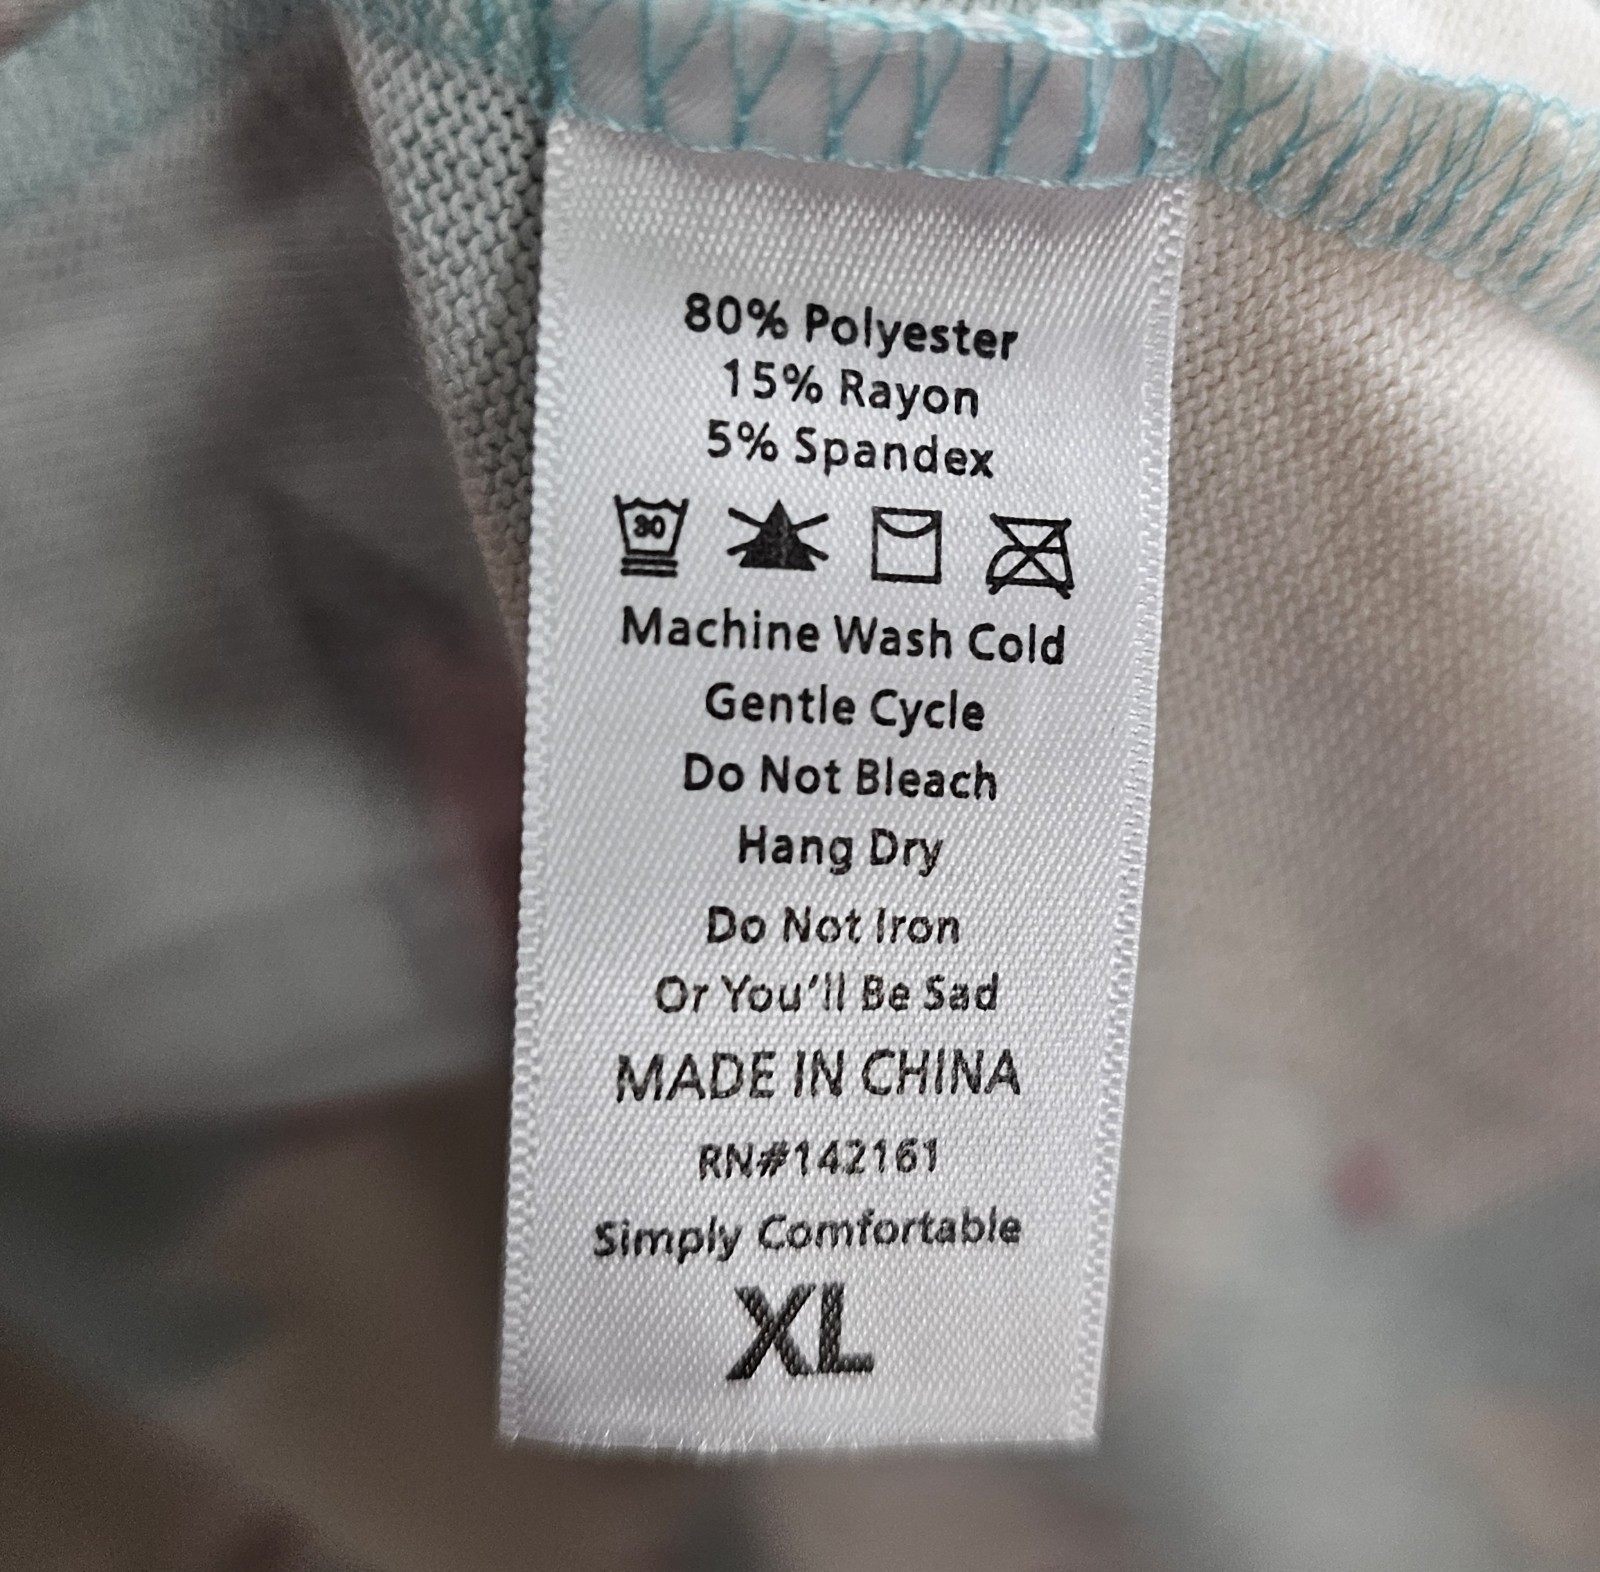 80% Polyester
15% Rayon
5% Spandex
30
Machine Wash Cold
Gentle Cycle
Do Not Bleach
Hang Dry
Do Not Iron
Or You'll Be Sad
MADE IN CHINA
RN#142161
Simply Comfortable
XL